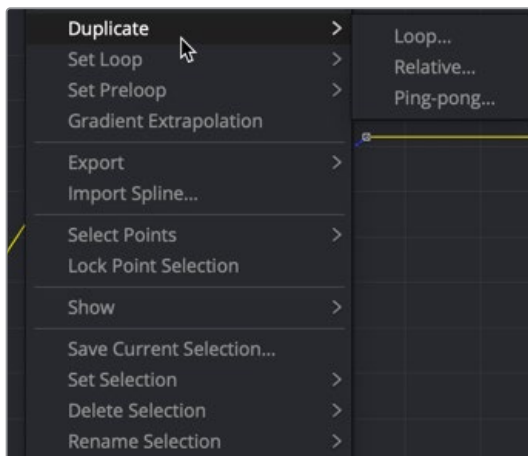 Duplicate
Set Loop
Set Preloop
Gradient Extrapolation
Export
Import Spline...
Select Points
Lock Point Selection
Show
Save Current Selection...
Set Selection
Delete Selection
Rename Selection
Loop...
Relative...
Ping-pong...